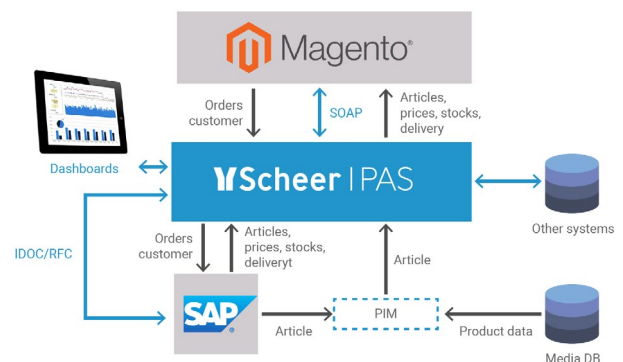 Magento®
Orders
customer
SOAP
Articles,
prices, stocks,
delivery
Dashboards
Scheer IPAS
Other systems
IDOC/RFC
Orders
customer
Articles,
prices, stocks,
deliveryt
Article
SAP®
Article
PIM
Product data
Media DB